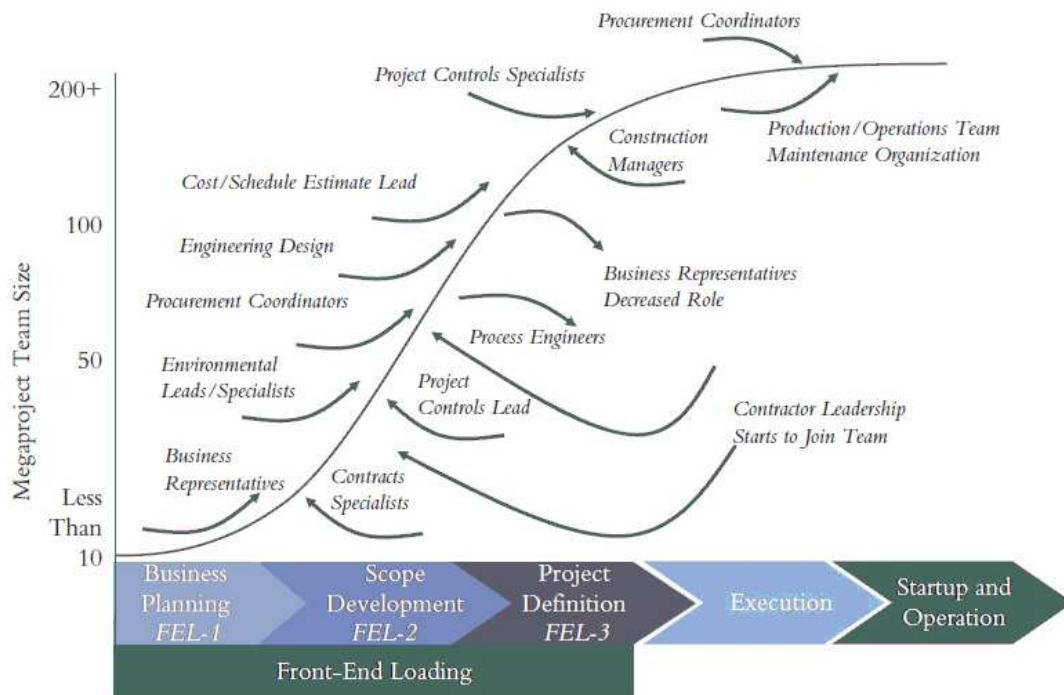 Procurement Coordinators
Project Controls Specialists
200+
Construction
Managers
Production/Operations Team
Maintenance Organization
Cost/Schedule Estimate Lead
100
Engineering Design
Business Representatives
Decreased Role
Procurement Coordinators
Process Engineers
50
Environmental
Leads/Specialists
Project
Controls Lead
Contractor Leadership
Starts to Join Team
Megaproject Team Size
Business
Representatives
Contracts
Specialists
Less
Than
10
Business
Planning
FEL-1
Scope
Development
FEL-2
Project
Definition
FEL-3
Execution
Startup and
Operation
Front-End Loading